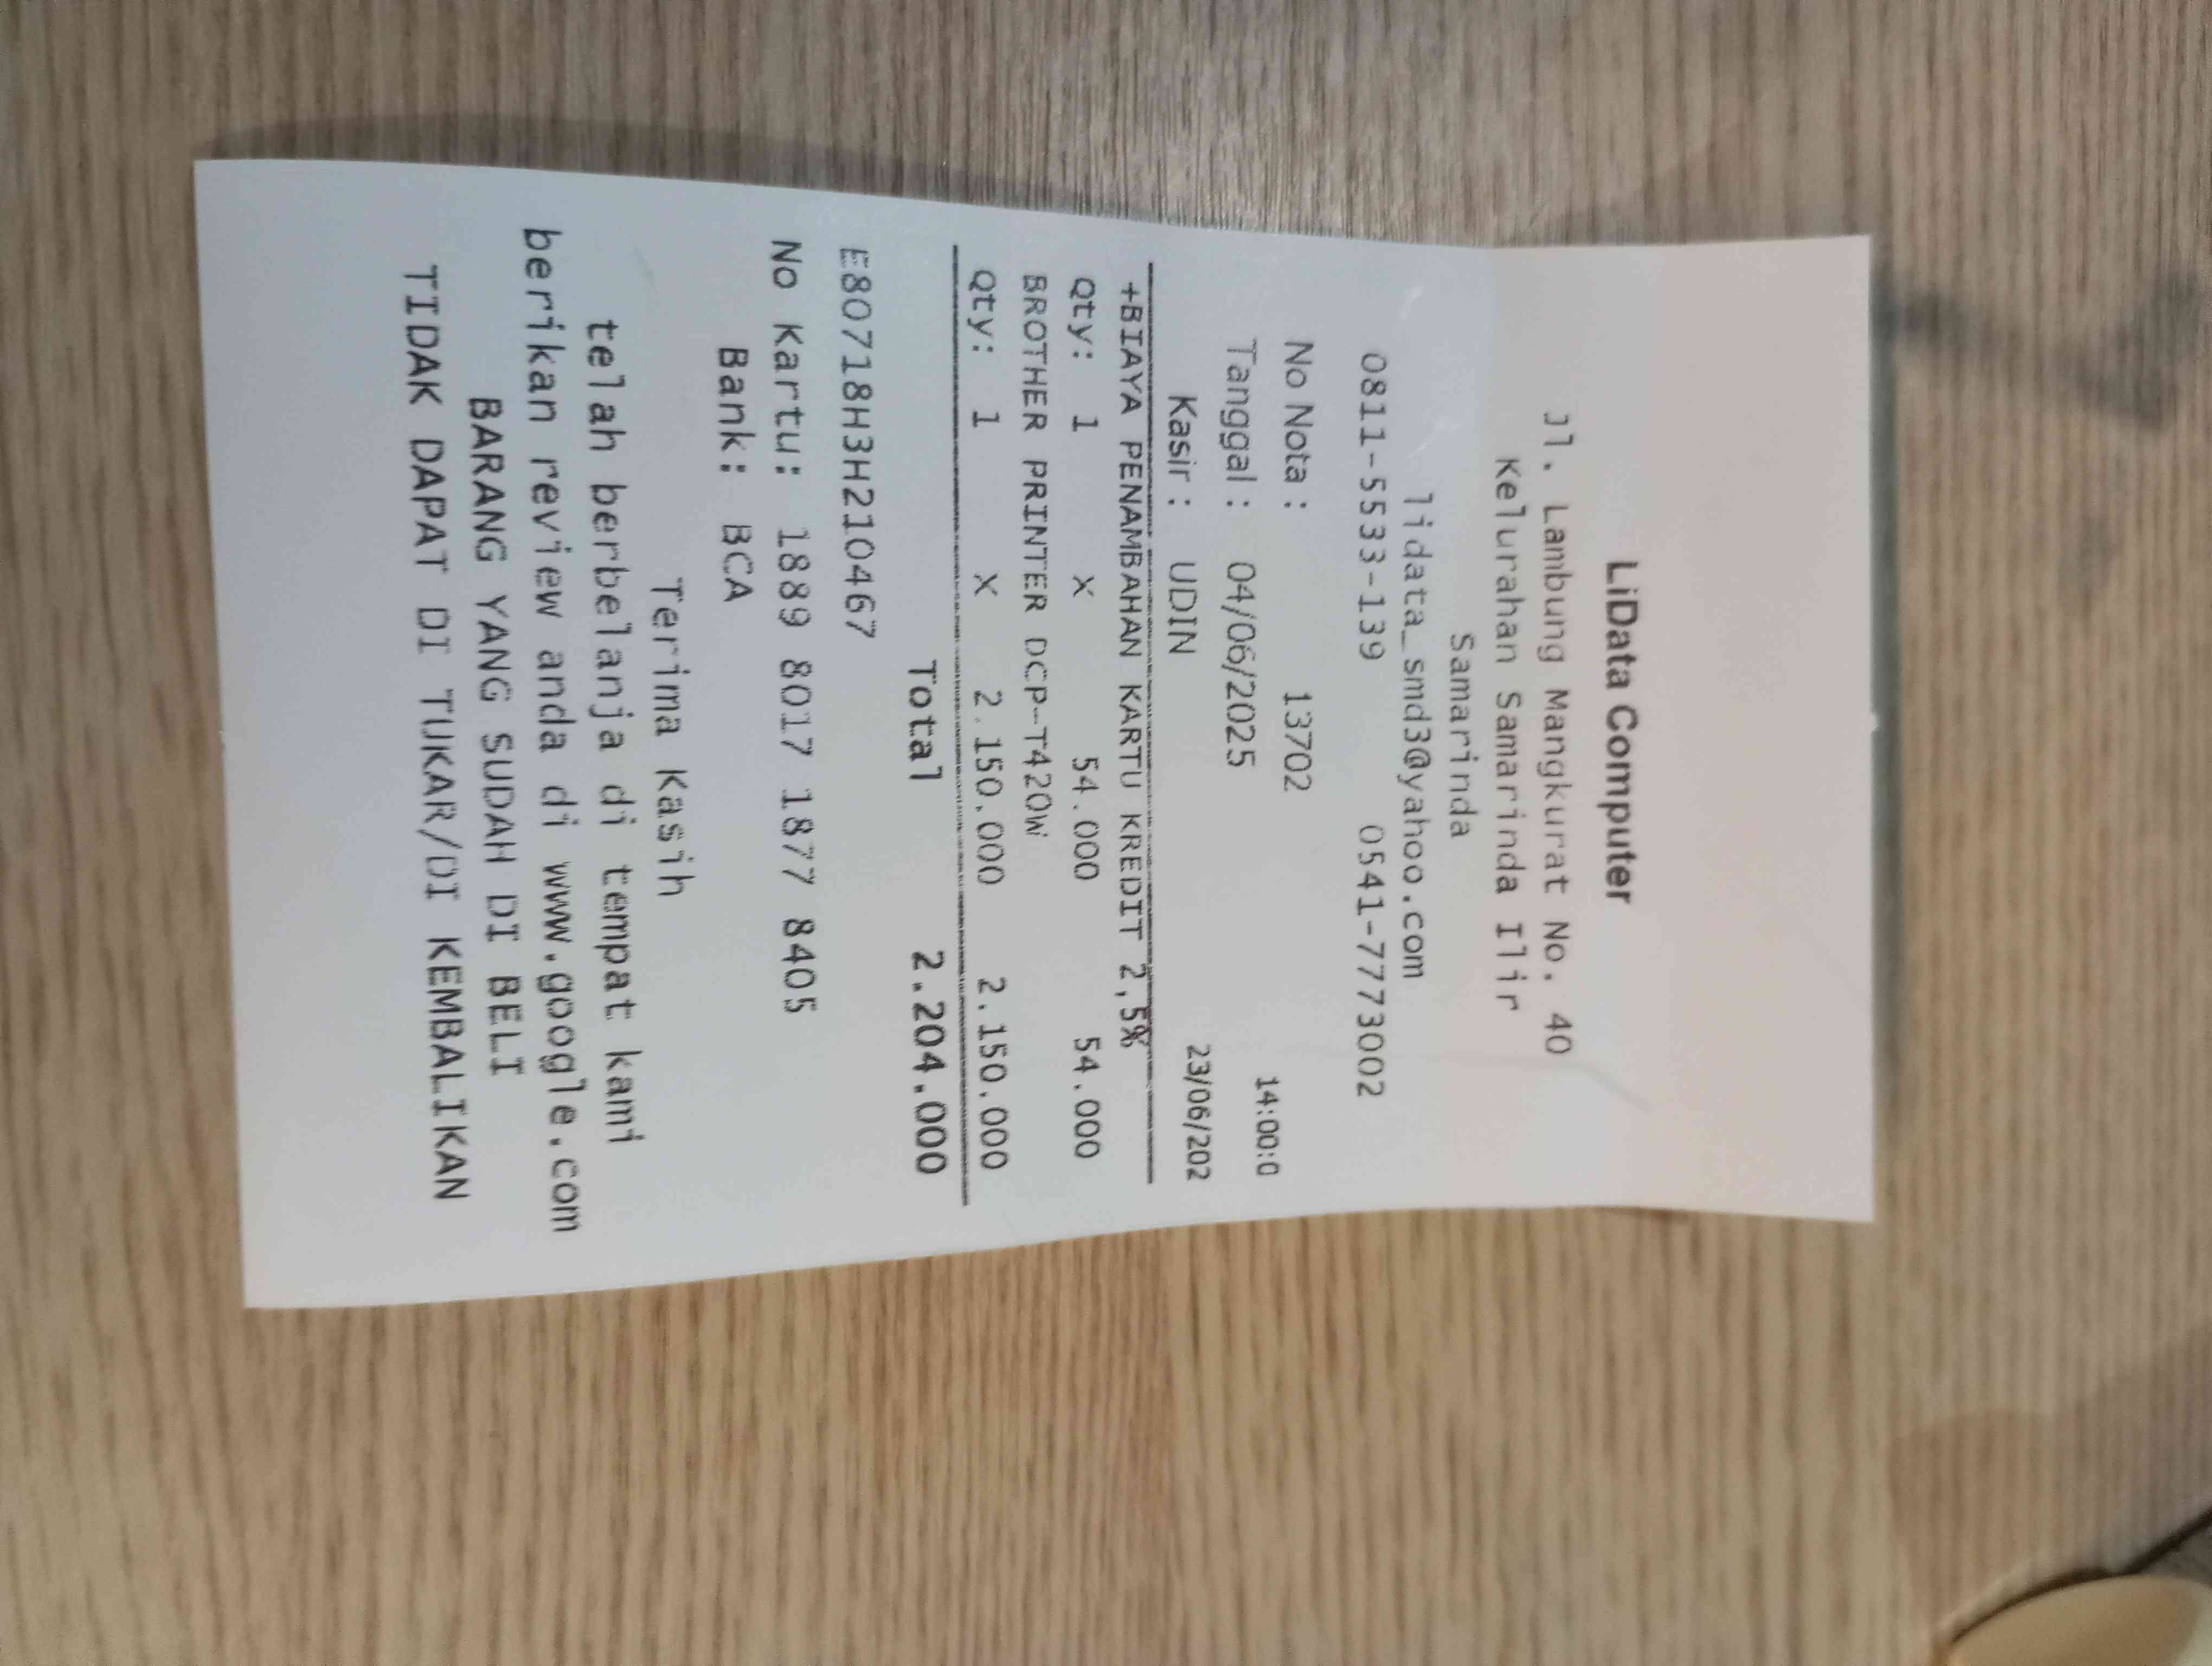 LiData Computer
Jl. Lambung Mangkurat No. 40
Kelurahan Samarinda Ilir
Samarinda
lidata_smd3@yahoo.com
0811-5533-139 0541-7773002
No Nota : 13702
Tanggal : 04/06/2025 14:00:0
Kasir : UDIN 23/06/202
+BIAYA PENAMBAHAN KARTU KREDIT 2,5%
Qty: 1 X 54.000 54.000
BROTHER PRINTER DCP-T420W
Qty: 1 X 2.150.000 2.150.000
Total 2.204.000
E80718H3H210467
No Kartu: 1889 8017 1877 8405
Bank: BCA
Terima Kasih
telah berbelanja di tempat kami
berikan review anda di www.google.com
BARANG YANG SUDAH DI BELI
TIDAK DAPAT DI TUKAR/DI KEMBALIKAN